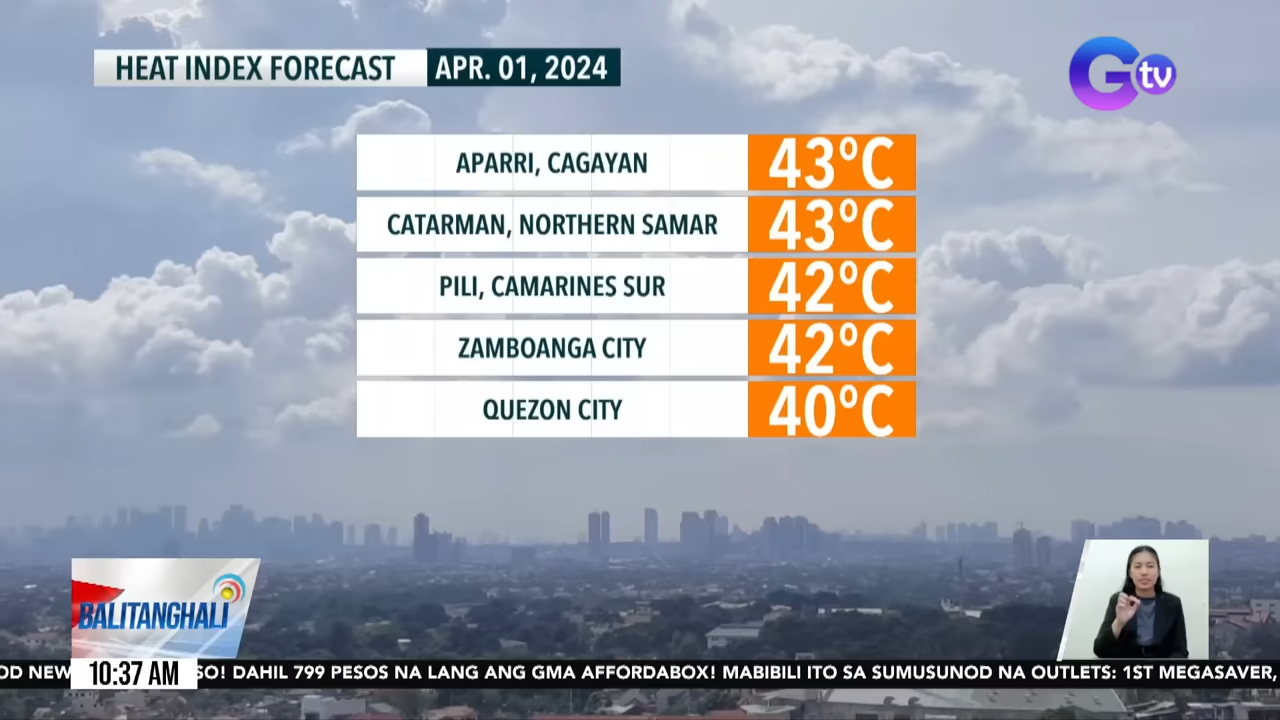 HEAT INDEX FORECAST APR. 01, 2024
Gtv
APARRI, CAGAYAN 43°C
CATARMAN, NORTHERN SAMAR 43°C
PILI, CAMARINES SUR 42°C
ZAMBOANGA CITY 42°C
QUEZON CITY 40°C
BALITANGHALI
10:37 AM
SO! DAHIL 799 PESOS NA LANG ANG GMA AFFORDABOX! MABIBILI ITO SA SUMUSUNOD NA OUTLETS: 1ST MEGASAVER,